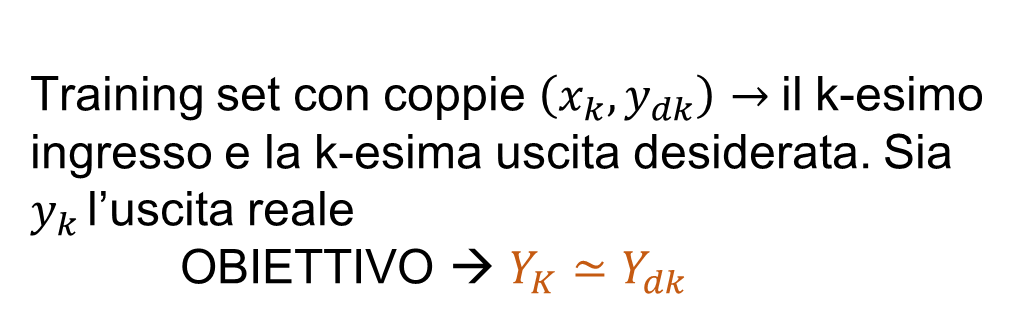 Training set con coppie (x_k, y_dk) → il k-esimo
ingresso e la k-esima uscita desiderata. Sia
y_k l’uscita reale
OBIETTIVO → Y_K ≃ Y_dk